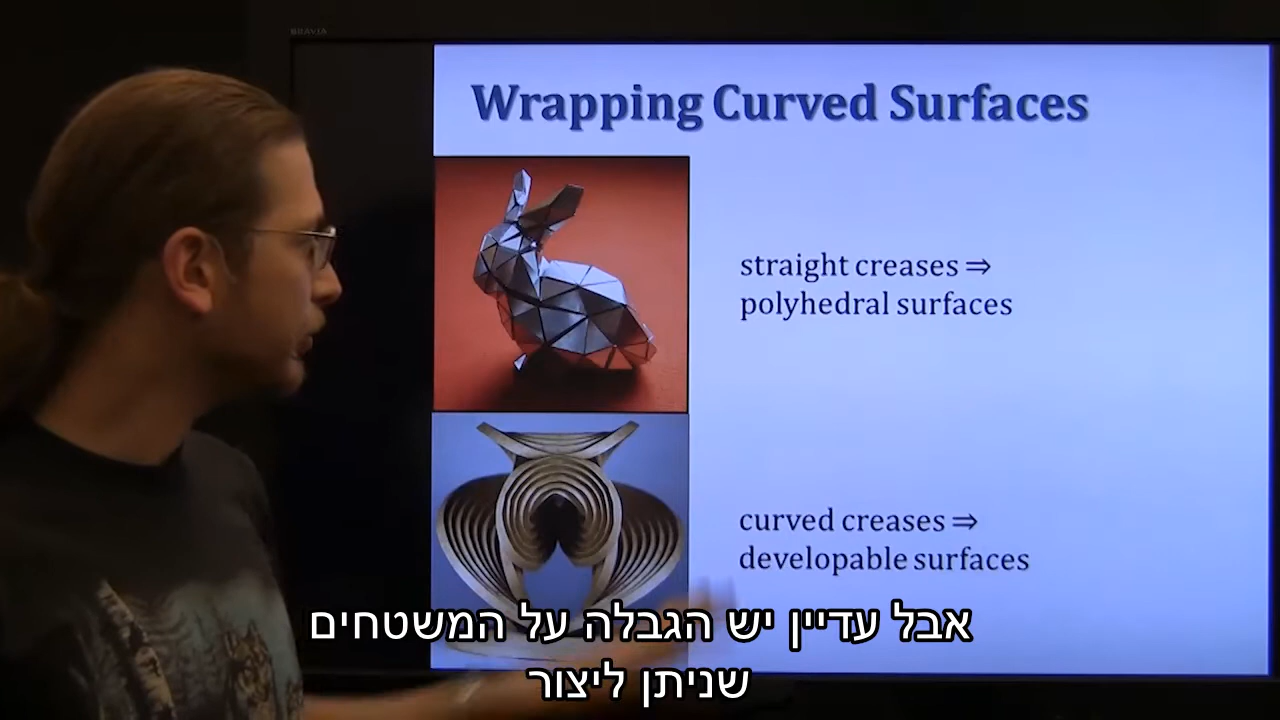 BRAVIA
Wrapping Curved Surfaces
straight creases ⇒
polyhedral surfaces
curved creases ⇒
developable surfaces
אבל עדיין יש הגבלה על המשטחים
שניתן ליצור